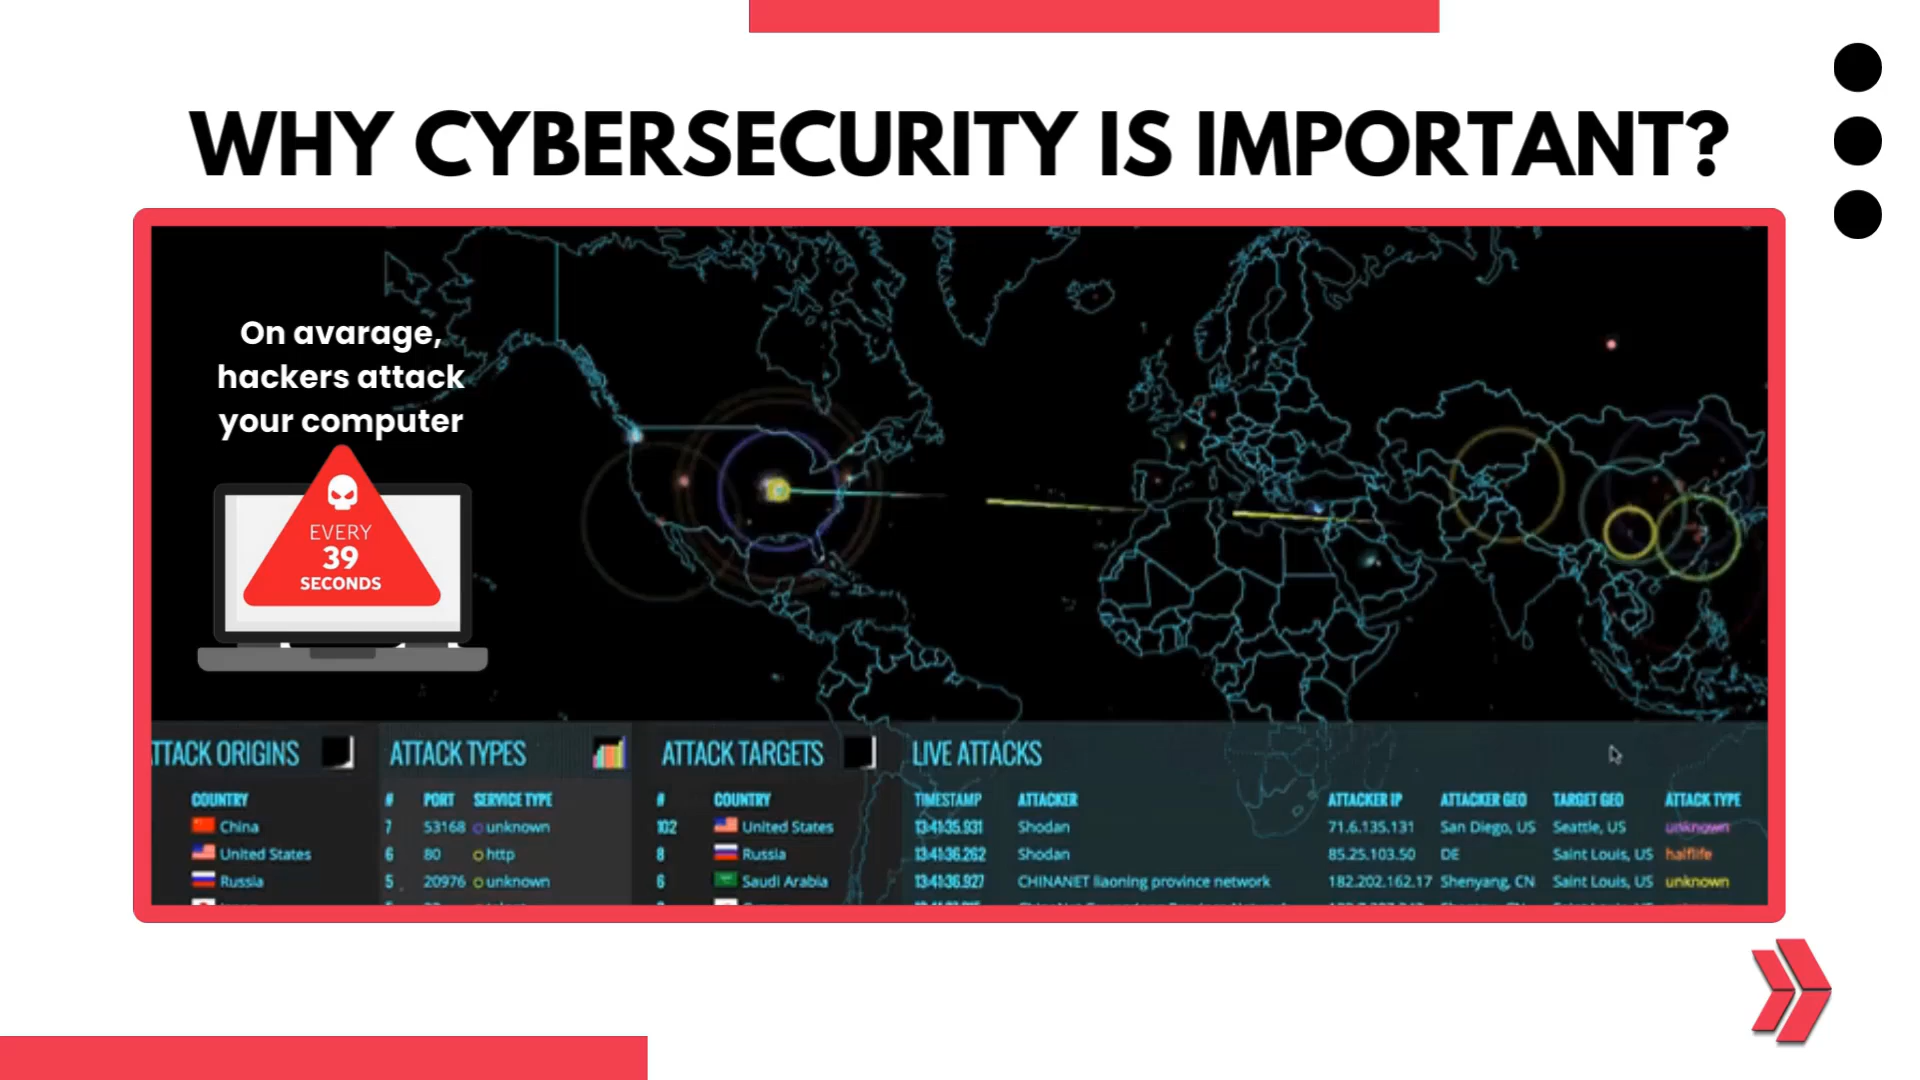 WHY CYBERSECURITY IS IMPORTANT?
On avarage,
hackers attack
your computer
EVERY
39
SECONDS
TTACK ORIGINS
COUNTRY
China
United States
Russia
ATTACK TYPES
# PORT SERVICE TYPE
7 53168 unknown
6 80 http
5 20976 unknown
ATTACK TARGETS
# COUNTRY
102 United States
8 Russia
6 Saudi Arabia
LIVE ATTACKS
TIMESTAMP ATTACKER ATTACKER IP ATTACKER GEO TARGET GEO ATTACK TYPE
13:41:35.931 Shodan 71.6.135.131 San Diego, US Seattle, US unknown
13:41:36.262 Shodan 85.25.103.50 DE Saint Louis, US halflife
13:41:36.927 CHINANET liaoning province network 182.202.162.17 Shenyang, CN Saint Louis, US unknown